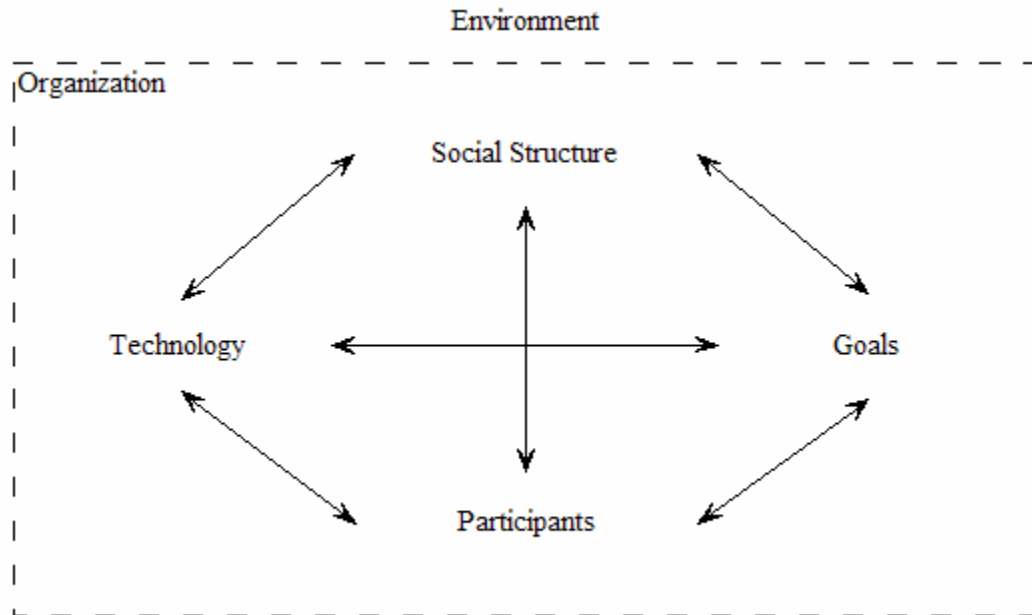 Environment
Organization
Social Structure
Technology
Goals
Participants